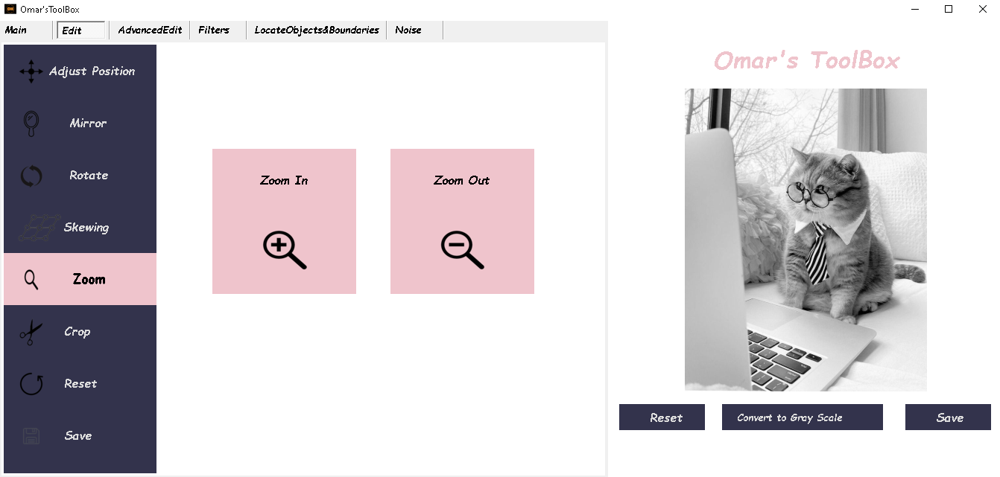 Omar'sToolBox
Main
Edit
AdvancedEdit
Filters
LocateObjects&Boundaries
Noise
Adjust Position
Mirror
Rotate
Skewing
Zoom
Crop
Reset
Save
Zoom In
Zoom Out
Omar's ToolBox
Reset
Convert to Gray Scale
Save